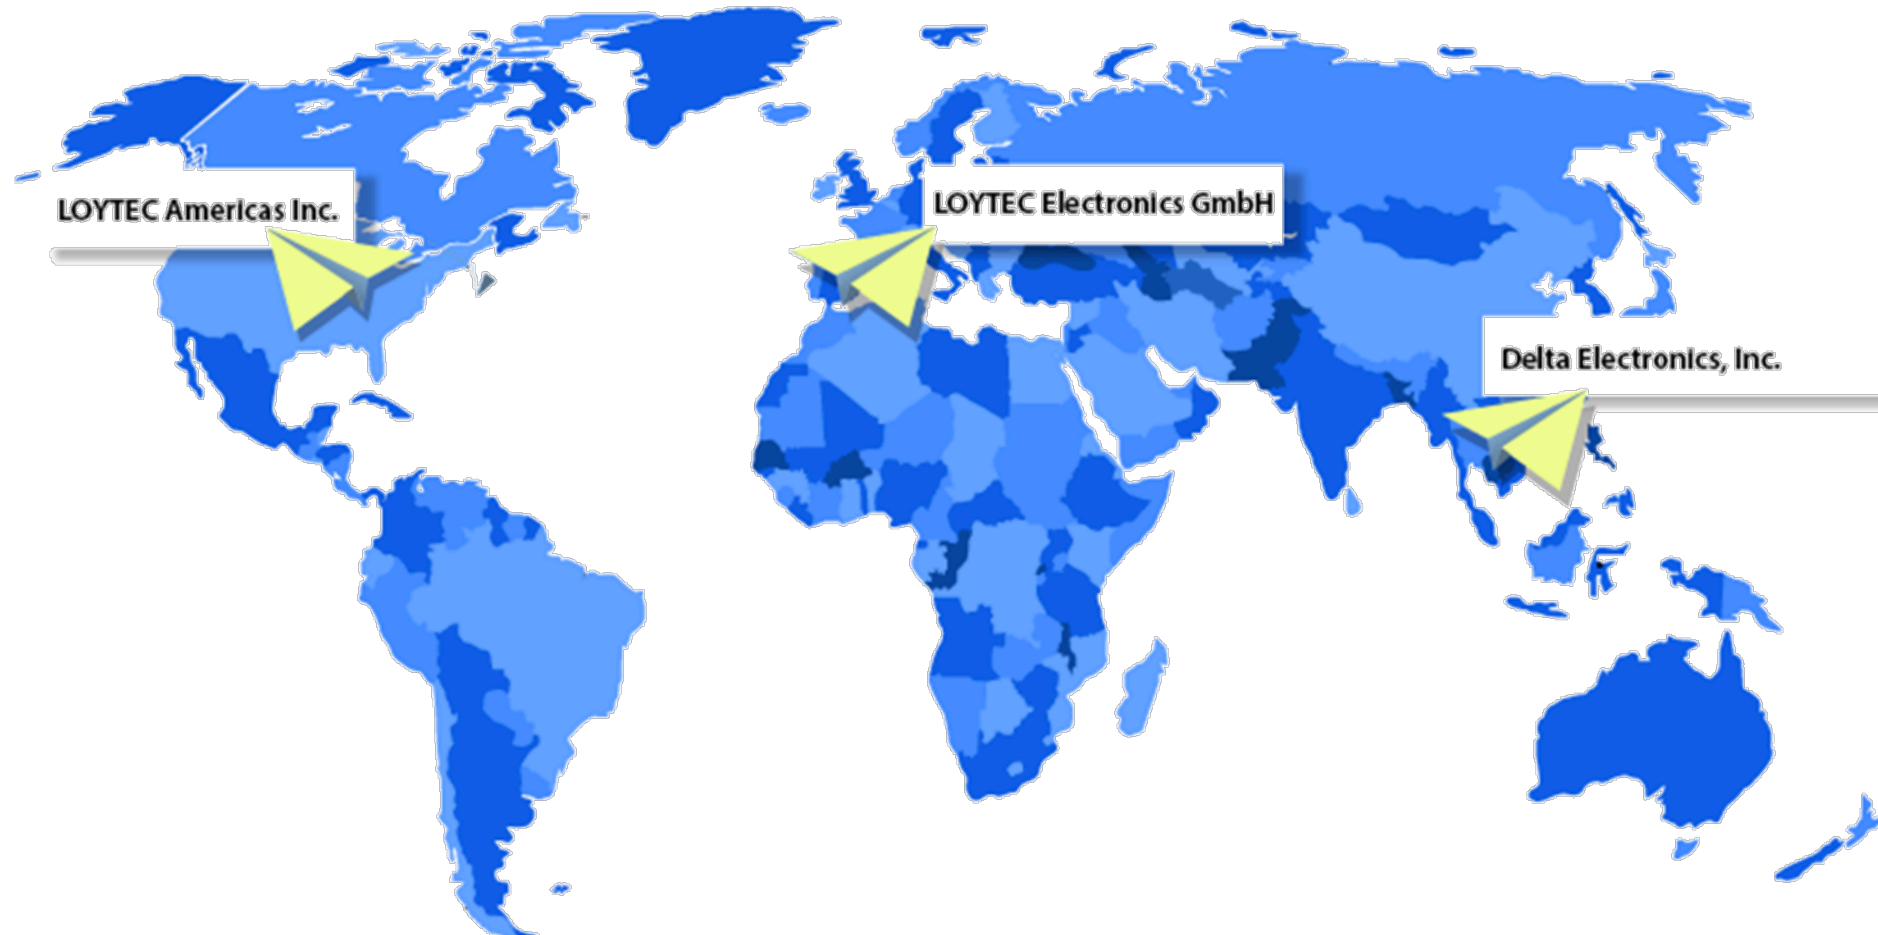 LOYTEC Americas Inc.
LOYTEC Electronics GmbH
Delta Electronics, Inc.